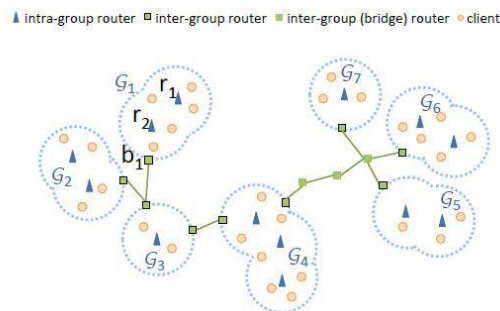 intra-group router inter-group router inter-group (bridge) router client
G₁ r₁
r₂
b₁
G₂
G₃
G₄
G₅
G₆
G₇